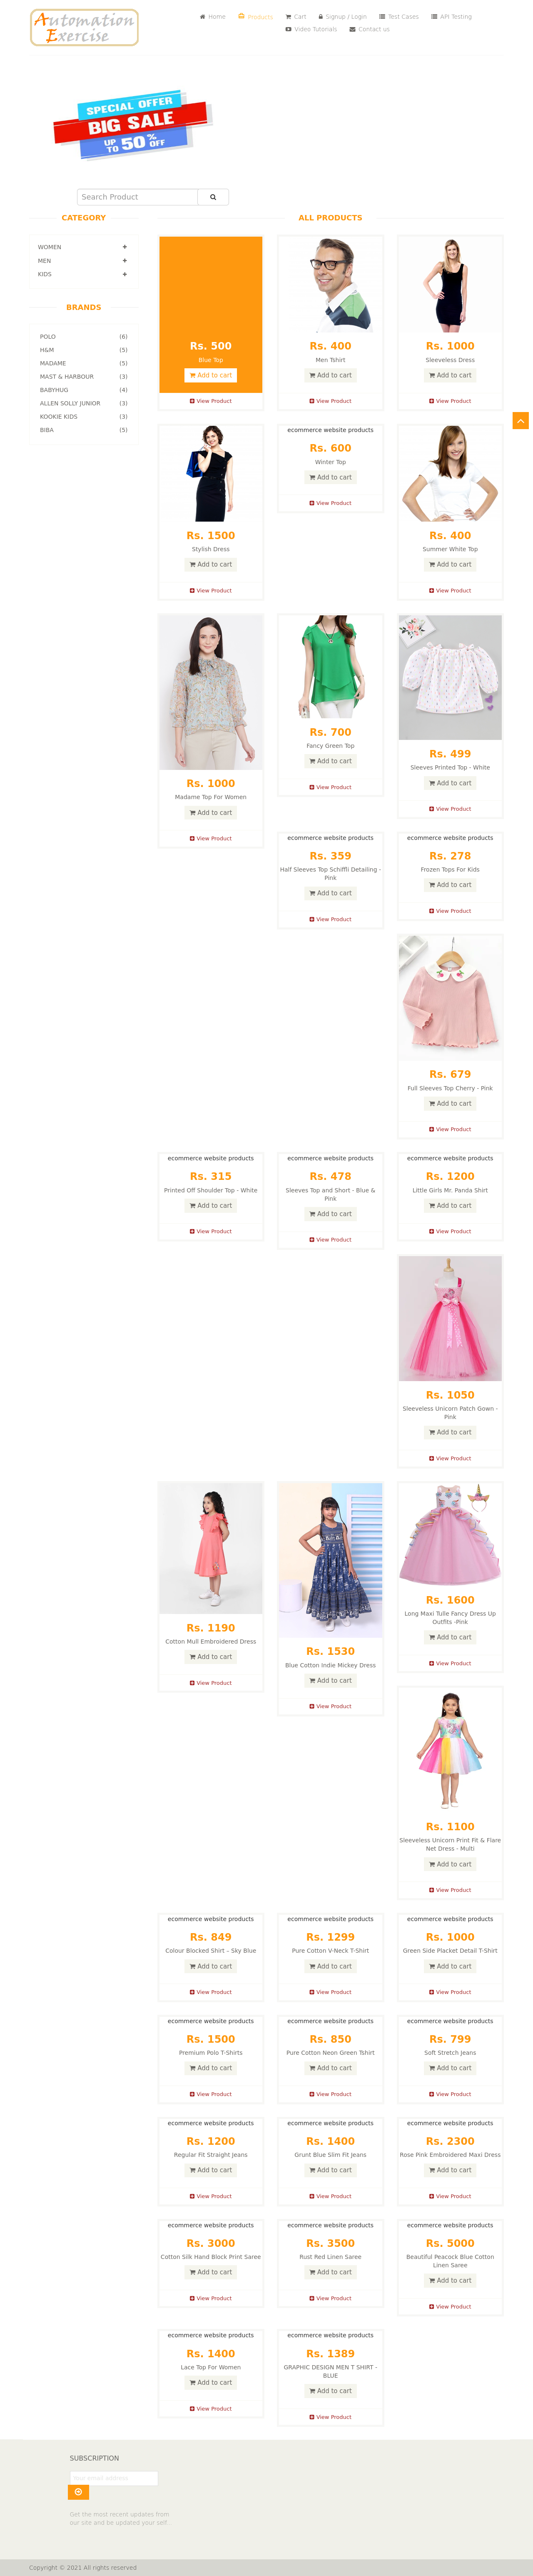 Automation
Exercise
Home
Products
Cart
Signup / Login
Test Cases
API Testing
Video Tutorials
Contact us
SPECIAL OFFER
BIG SALE
UP TO 50 %
OFF
Search Product
CATEGORY
WOMEN
MEN
KIDS
BRANDS
POLO (6)
H&M (5)
MADAME (5)
MAST & HARBOUR (3)
BABYHUG (4)
ALLEN SOLLY JUNIOR (3)
KOOKIE KIDS (3)
BIBA (5)
ALL PRODUCTS
Rs. 500
Blue Top
Add to cart
View Product
Rs. 400
Men Tshirt
Add to cart
View Product
Rs. 1000
Sleeveless Dress
Add to cart
View Product
Rs. 1500
Stylish Dress
Add to cart
View Product
ecommerce website products
Rs. 600
Winter Top
Add to cart
View Product
Rs. 400
Summer White Top
Add to cart
View Product
Rs. 1000
Madame Top For Women
Add to cart
View Product
Rs. 700
Fancy Green Top
Add to cart
View Product
Rs. 499
Sleeves Printed Top - White
Add to cart
View Product
ecommerce website products
Rs. 359
Half Sleeves Top Schiffli Detailing -
Pink
Add to cart
View Product
ecommerce website products
Rs. 278
Frozen Tops For Kids
Add to cart
View Product
Rs. 679
Full Sleeves Top Cherry - Pink
Add to cart
View Product
ecommerce website products
Rs. 315
Printed Off Shoulder Top - White
Add to cart
View Product
ecommerce website products
Rs. 478
Sleeves Top and Short - Blue &
Pink
Add to cart
View Product
ecommerce website products
Rs. 1200
Little Girls Mr. Panda Shirt
Add to cart
View Product
Rs. 1050
Sleeveless Unicorn Patch Gown -
Pink
Add to cart
View Product
Rs. 1190
Cotton Mull Embroidered Dress
Add to cart
View Product
Rs. 1530
Blue Cotton Indie Mickey Dress
Add to cart
View Product
Rs. 1600
Long Maxi Tulle Fancy Dress Up
Outfits -Pink
Add to cart
View Product
Rs. 1100
Sleeveless Unicorn Print Fit & Flare
Net Dress - Multi
Add to cart
View Product
ecommerce website products
Rs. 849
Colour Blocked Shirt – Sky Blue
Add to cart
View Product
ecommerce website products
Rs. 1299
Pure Cotton V-Neck T-Shirt
Add to cart
View Product
ecommerce website products
Rs. 1000
Green Side Placket Detail T-Shirt
Add to cart
View Product
ecommerce website products
Rs. 1500
Premium Polo T-Shirts
Add to cart
View Product
ecommerce website products
Rs. 850
Pure Cotton Neon Green Tshirt
Add to cart
View Product
ecommerce website products
Rs. 799
Soft Stretch Jeans
Add to cart
View Product
ecommerce website products
Rs. 1200
Regular Fit Straight Jeans
Add to cart
View Product
ecommerce website products
Rs. 1400
Grunt Blue Slim Fit Jeans
Add to cart
View Product
ecommerce website products
Rs. 2300
Rose Pink Embroidered Maxi Dress
Add to cart
View Product
ecommerce website products
Rs. 3000
Cotton Silk Hand Block Print Saree
Add to cart
View Product
ecommerce website products
Rs. 3500
Rust Red Linen Saree
Add to cart
View Product
ecommerce website products
Rs. 5000
Beautiful Peacock Blue Cotton
Linen Saree
Add to cart
View Product
ecommerce website products
Rs. 1400
Lace Top For Women
Add to cart
View Product
ecommerce website products
Rs. 1389
GRAPHIC DESIGN MEN T SHIRT -
BLUE
Add to cart
View Product
SUBSCRIPTION
Your email address
Get the most recent updates from
our site and be updated your self.
Copyright © 2021 All rights reserved